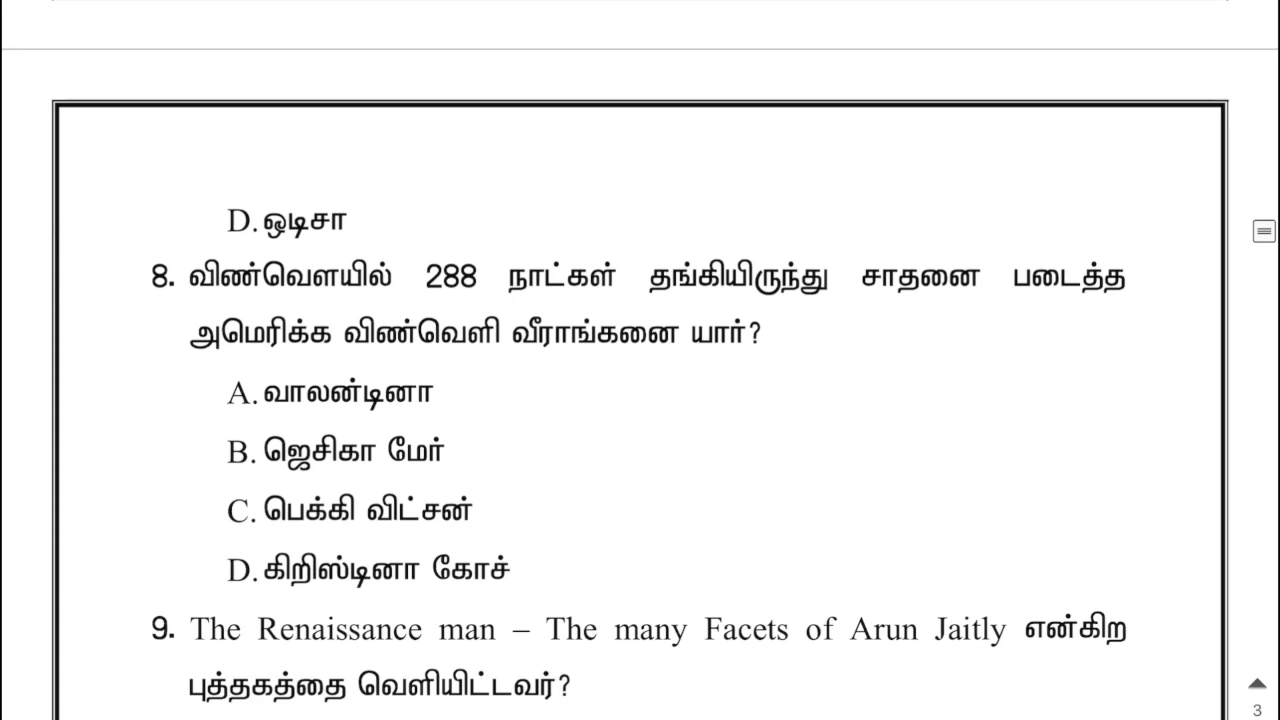 D. ஒடிசா
8. விண்வெளயில் 288 நாட்கள் தங்கியிருந்து சாதனை படைத்த
அமெரிக்க விண்வெளி வீராங்கனை யார்?
A. வாலன்டினா
B. ஜெசிகா மேர்
C. பெக்கி விட்சன்
D. கிறிஸ்டினா கோச்
9. The Renaissance man – The many Facets of Arun Jaitly என்கிற
புத்தகத்தை வெளியிட்டவர்?
3